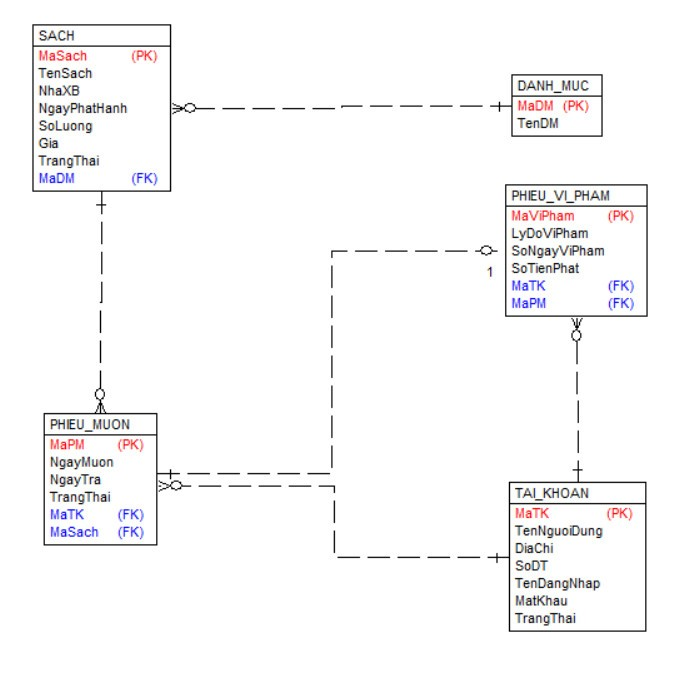 SACH
MaSach (PK)
TenSach
NhaXB
NgayPhatHanh
SoLuong
Gia
TrangThai
MaDM (FK)
DANH_MUC
MaDM (PK)
TenDM
PHIEU_VI_PHAM
MaViPham (PK)
LyDoViPham
SoNgayViPham
SoTienPhat
MaTK (FK)
MaPM (FK)
1
PHIEU_MUON
MaPM (PK)
NgayMuon
NgayTra
TrangThai
MaTK (FK)
MaSach (FK)
TAI_KHOAN
MaTK (PK)
TenNguoiDung
DiaChi
SoDT
TenDangNhap
MatKhau
TrangThai